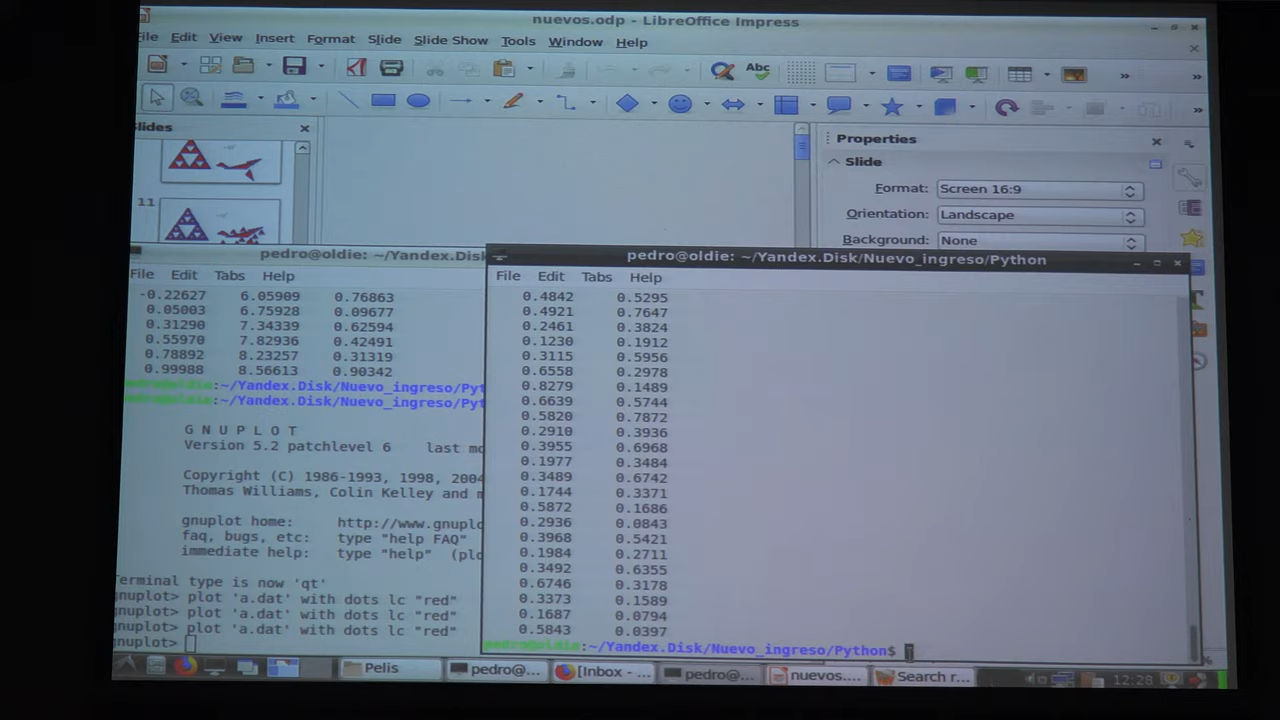 nuevos.odp - LibreOffice Impress
File Edit View Insert Format Slide Slide Show Tools Window Help
Abc
Slides
11
Properties
Slide
Format: Screen 16:9
Orientation: Landscape
Background: None
pedro@oldie: ~/Yandex.Disk
File Edit Tabs Help
-0.22627 6.05909 0.76863
0.05003 6.75928 0.09677
0.31290 7.34339 0.62594
0.55970 7.82936 0.42491
0.78892 8.23257 0.31319
0.99988 8.56613 0.90342
pedro@oldie:~/Yandex.Disk/Nuevo_ingreso/Pyt
pedro@oldie:~/Yandex.Disk/Nuevo_ingreso/Pyt
G N U P L O T
Version 5.2 patchlevel 6 last mo
Copyright (C) 1986-1993, 1998, 2004
Thomas Williams, Colin Kelley and m
gnuplot home: http://www.gnuplo
faq, bugs, etc: type "help FAQ"
immediate help: type "help" (plo
Terminal type is now 'qt'
gnuplot> plot 'a.dat' with dots lc "red"
gnuplot> plot 'a.dat' with dots lc "red"
gnuplot> plot 'a.dat' with dots lc "red"
gnuplot>
pedro@oldie: ~/Yandex.Disk/Nuevo_ingreso/Python
File Edit Tabs Help
0.4842 0.5295
0.4921 0.7647
0.2461 0.3824
0.1230 0.1912
0.3115 0.5956
0.6558 0.2978
0.8279 0.1489
0.6639 0.5744
0.5820 0.7872
0.2910 0.3936
0.3955 0.6968
0.1977 0.3484
0.3489 0.6742
0.1744 0.3371
0.5872 0.1686
0.2936 0.0843
0.3968 0.5421
0.1984 0.2711
0.3492 0.6355
0.6746 0.3178
0.3373 0.1589
0.1687 0.0794
0.5843 0.0397
pedro@oldie:~/Yandex.Disk/Nuevo_ingreso/Python$
Pelis pedro@... [Inbox - ... pedro@... nuevos.... Search r... 12:28